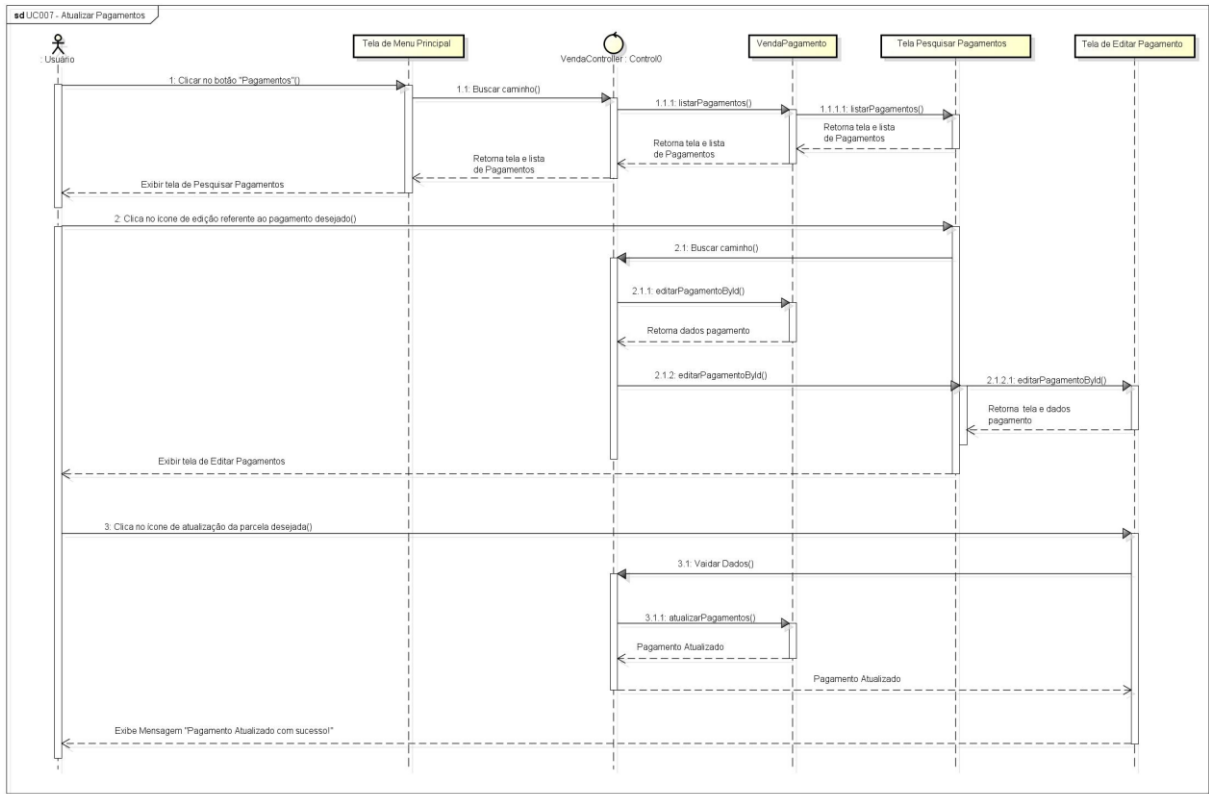 sd UC007 - Atualizar Pagamentos
: Usuário
Tela de Menu Principal
VendaController : Control0
VendaPagamento
Tela Pesquisar Pagamentos
Tela de Editar Pagamento
1: Clicar no botão "Pagamentos"()
1.1: Buscar caminho()
1.1.1: listarPagamentos()
1.1.1.1: listarPagamentos()
Retorna tela e lista
de Pagamentos
Retorna tela e lista
de Pagamentos
Retorna tela e lista
de Pagamentos
Exibir tela de Pesquisar Pagamentos
2: Clica no ícone de edição referente ao pagamento desejado()
2.1: Buscar caminho()
2.1.1: editarPagamentoById()
Retorna dados pagamento
2.1.2: editarPagamentoById()
2.1.2.1: editarPagamentoById()
Retorna tela e dados
pagamento
Exibir tela de Editar Pagamentos
3: Clica no ícone de atualização da parcela desejada()
3.1: Vaidar Dados()
3.1.1: atualizarPagamentos()
Pagamento Atualizado
Pagamento Atualizado
Exibe Mensagem "Pagamento Atualizado com sucesso!"